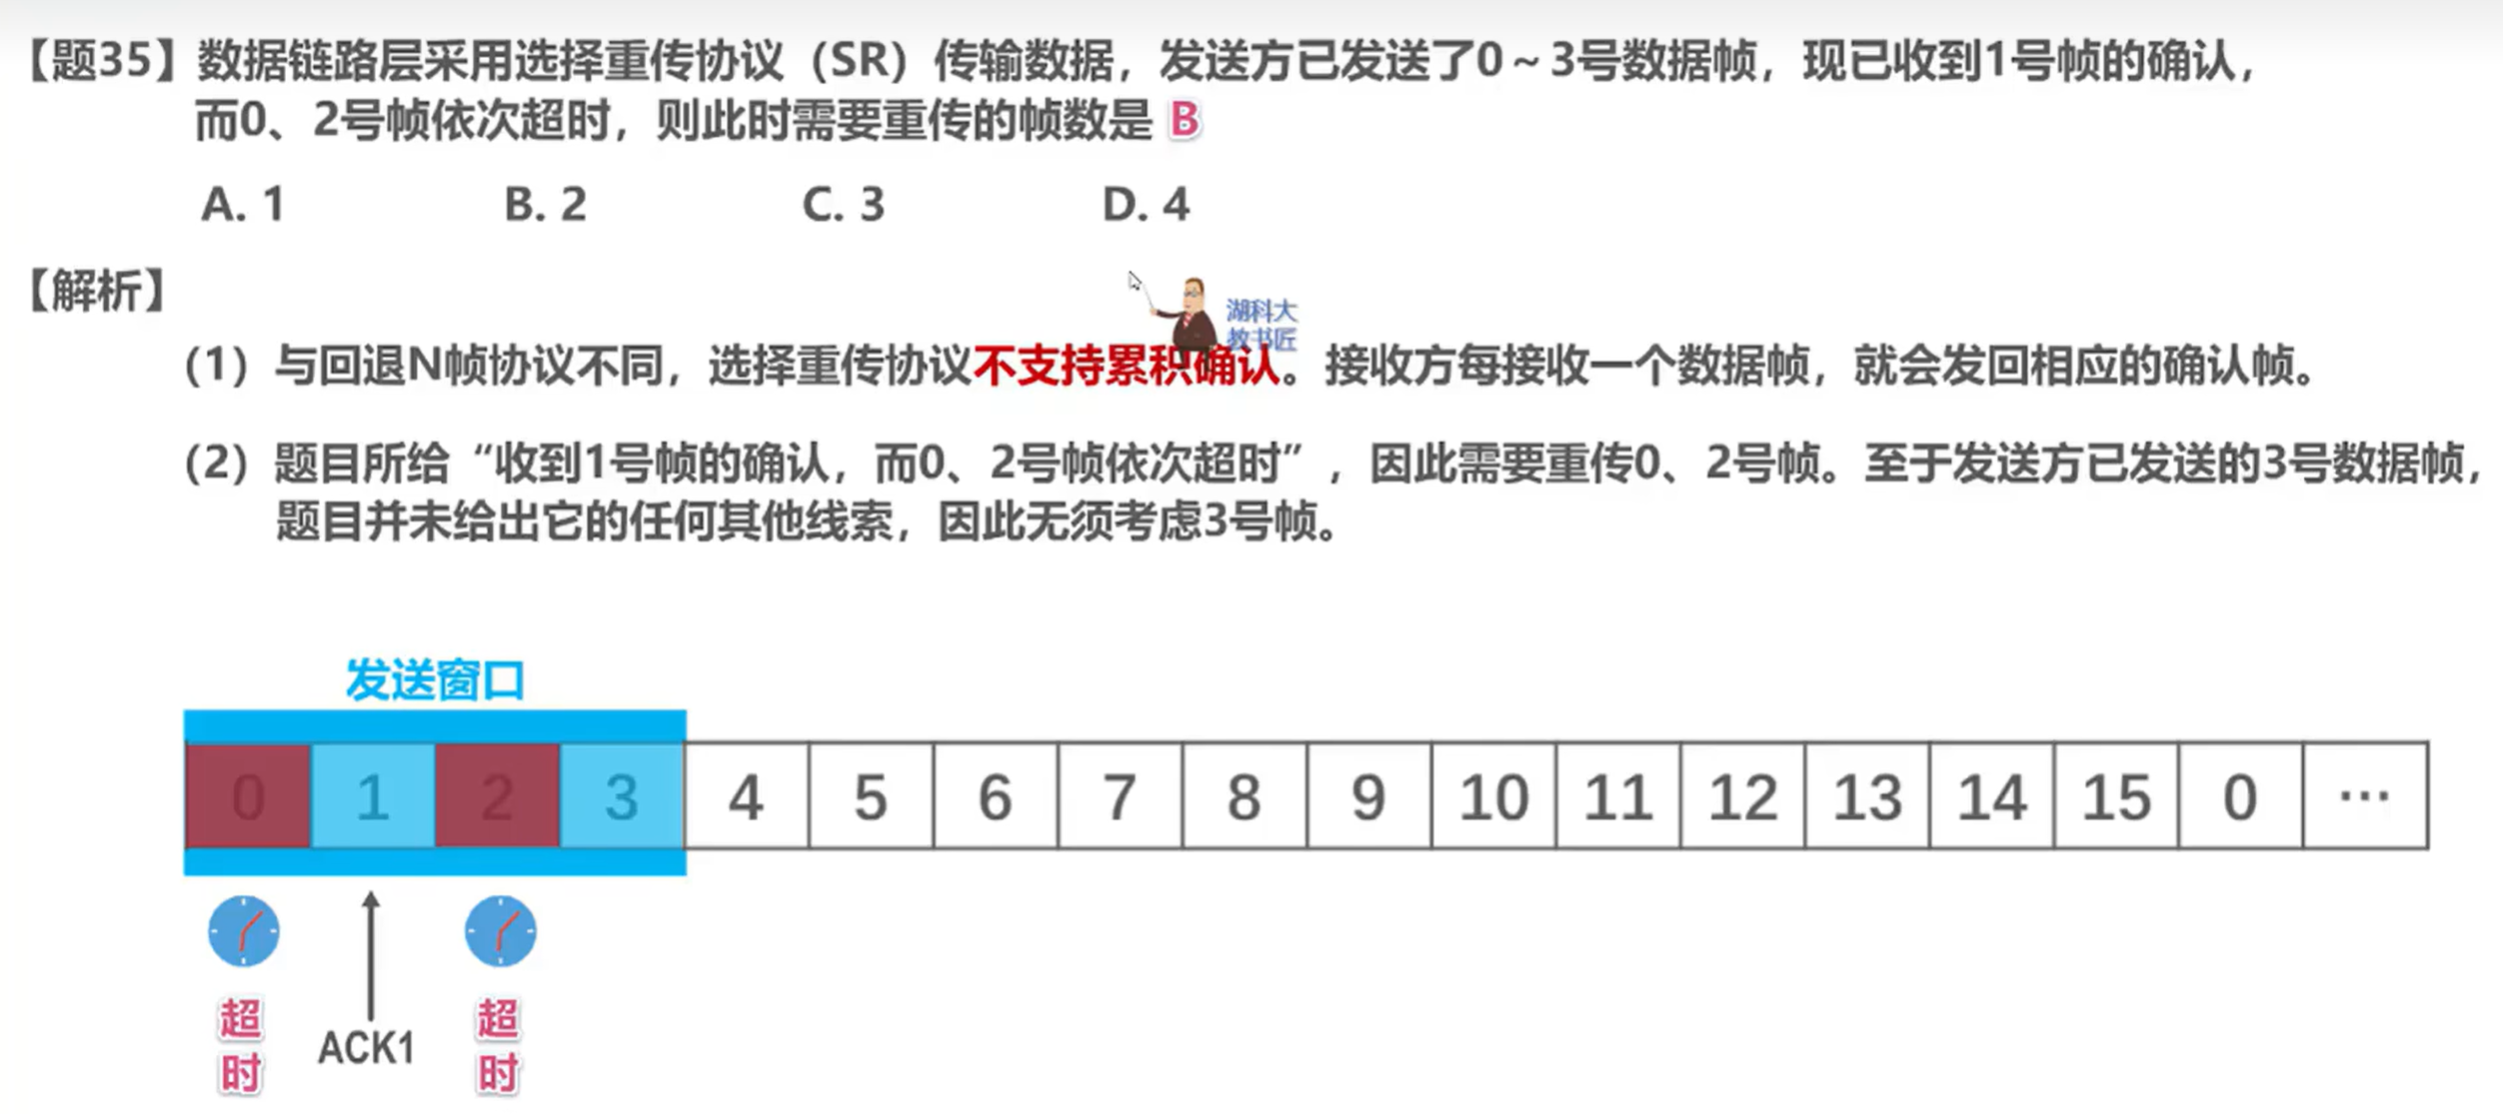 【题35】数据链路层采用选择重传协议（SR）传输数据，发送方已发送了0～3号数据帧，现已收到1号帧的确认，
而0、2号帧依次超时，则此时需要重传的帧数是 B
A. 1 B. 2 C. 3 D. 4
【解析】
湖科大
教书匠
（1）与回退N帧协议不同，选择重传协议不支持累积确认。接收方每接收一个数据帧，就会发回相应的确认帧。
（2）题目所给“收到1号帧的确认，而0、2号帧依次超时”，因此需要重传0、2号帧。至于发送方已发送的3号数据帧，
题目并未给出它的任何其他线索，因此无须考虑3号帧。
发送窗口
0 1 2 3 4 5 6 7 8 9 10 11 12 13 14 15 0 …
超时
ACK1
超时